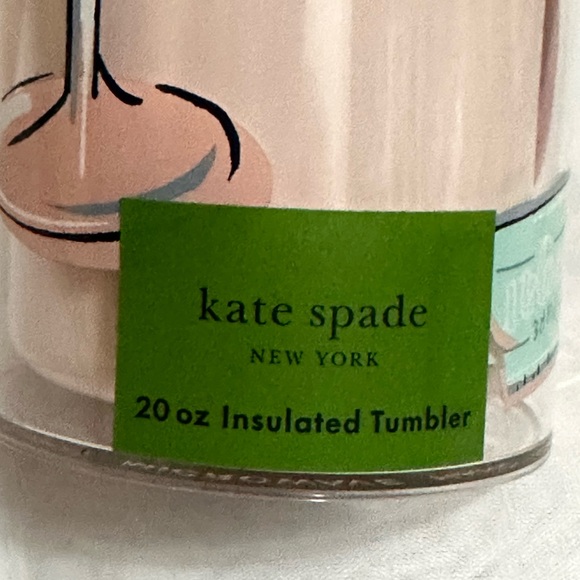 kate spade
NEW YORK
20 oz Insulated Tumbler